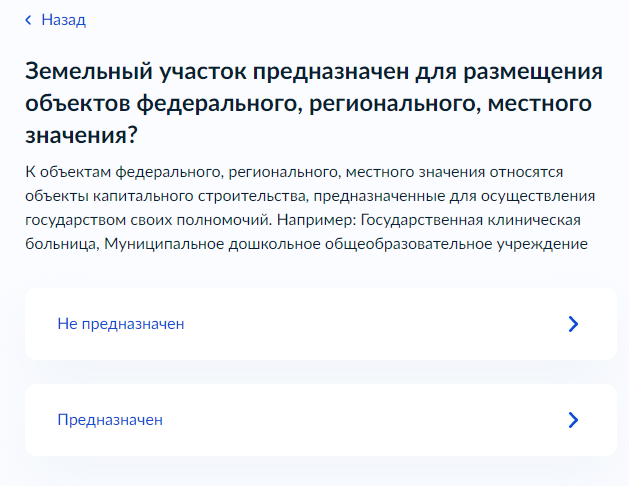 Назад
Земельный участок предназначен для размещения
объектов федерального, регионального, местного
значения?
К объектам федерального, регионального, местного значения относятся
объекты капитального строительства, предназначенные для осуществления
государством своих полномочий. Например: Государственная клиническая
больница, Муниципальное дошкольное общеобразовательное учреждение
Не предназначен
Предназначен